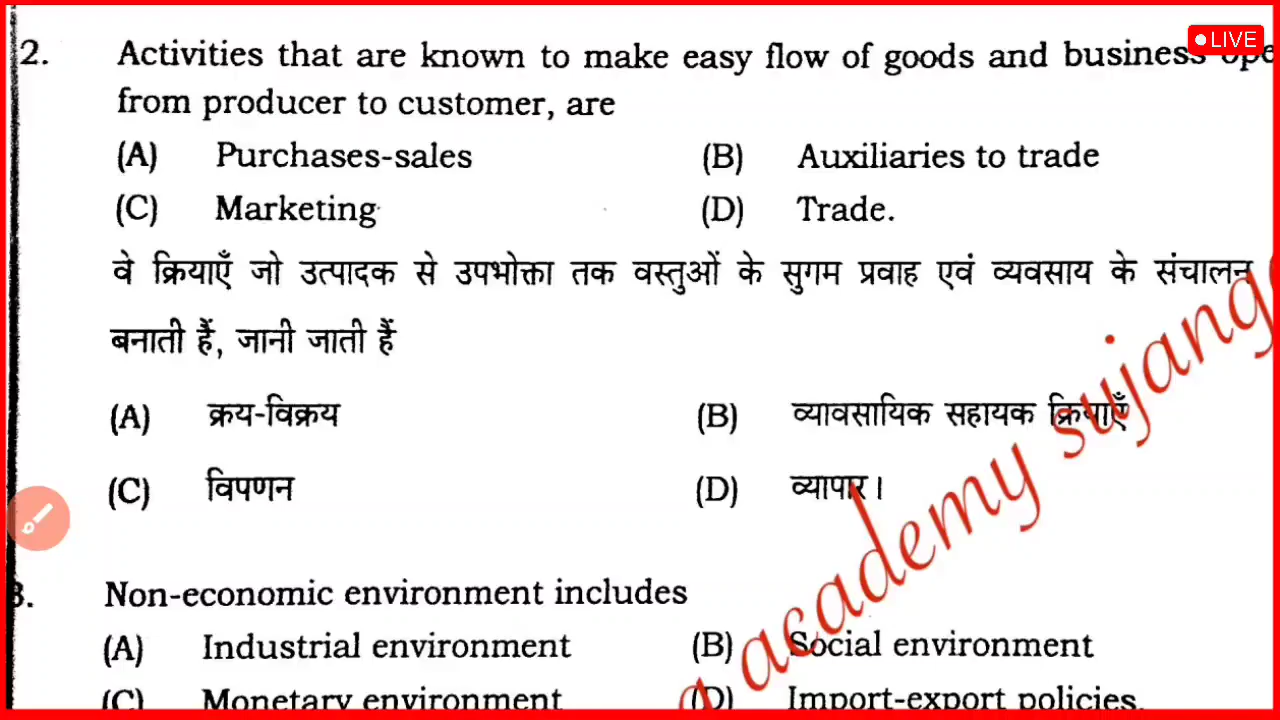 LIVE
2. Activities that are known to make easy flow of goods and business ope
from producer to customer, are
(A) Purchases-sales (B) Auxiliaries to trade
(C) Marketing (D) Trade.
वे क्रियाएँ जो उत्पादक से उपभोक्ता तक वस्तुओं के सुगम प्रवाह एवं व्यवसाय के संचालन
बनाती हैं, जानी जाती हैं
(A) क्रय-विक्रय (B) व्यावसायिक सहायक क्रियाएँ
(C) विपणन (D) व्यापार।
3. Non-economic environment includes
(A) Industrial environment (B) Social environment
(C) Monetary environment (D) Import-export policies.
a academy sujang